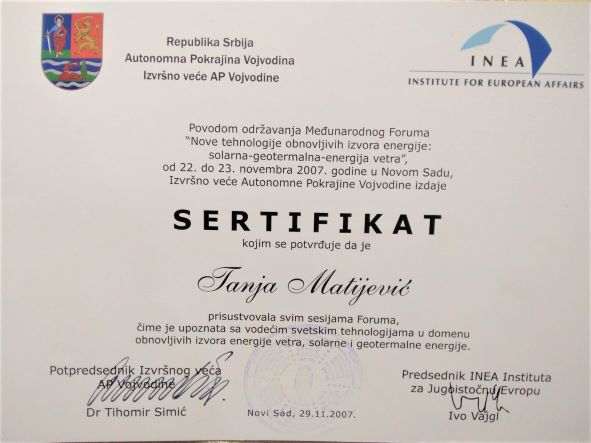 Republika Srbija
Autonomna Pokrajina Vojvodina
Izvršno veće AP Vojvodine
INEA
INSTITUTE FOR EUROPEAN AFFAIRS
Povodom održavanja Međunarodnog Foruma
"Nove tehnologije obnovljivih izvora energije:
solarna-geotermalna-energija vetra",
od 22. do 23. novembra 2007. godine u Novom Sadu,
Izvršno veće Autonomne Pokrajine Vojvodine izdaje
SERTIFIKAT
kojim se potvrđuje da je
Tanja Matijević
prisustvovala svim sesijama Foruma,
čime je upoznata sa vodećim svetskim tehnologijama u domenu
obnovljivih izvora energije vetra, solarne i geotermalne energije.
Potpredsednik Izvršnog veća
AP Vojvodine
Dr Tihomir Simić
Novi Sad, 29.11.2007.
Predsednik INEA Instituta
za Jugoistočnu Evropu
Ivo Vajgl